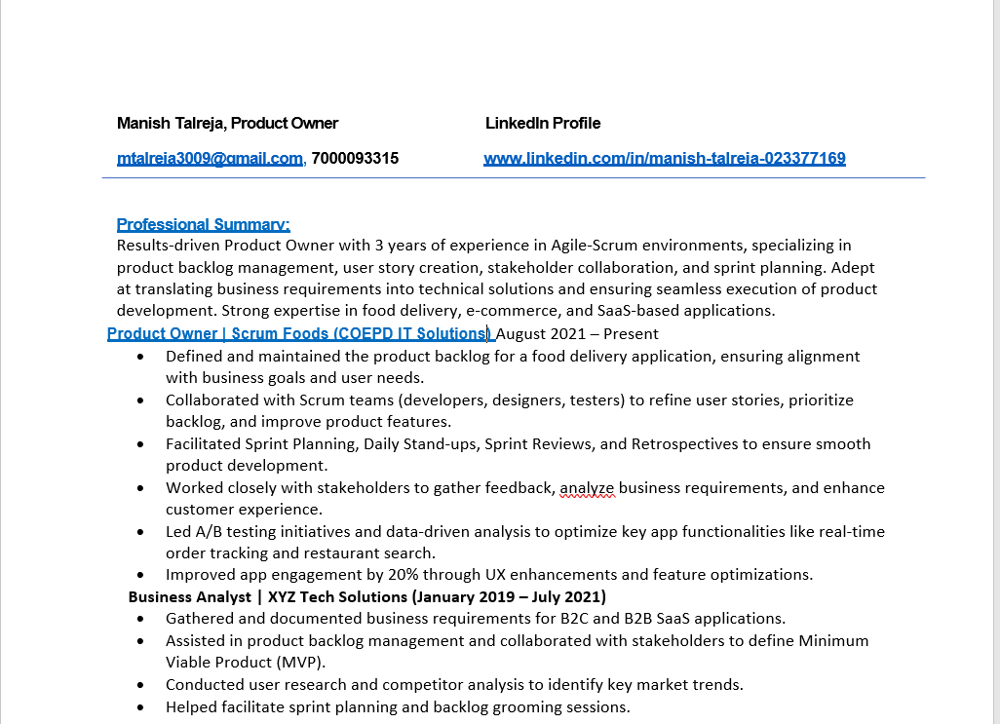 Manish Talreja, Product Owner LinkedIn Profile
mtalreja3009@gmail.com, 7000093315 www.linkedin.com/in/manish-talreja-023377169
Professional Summary:
Results-driven Product Owner with 3 years of experience in Agile-Scrum environments, specializing in
product backlog management, user story creation, stakeholder collaboration, and sprint planning. Adept
at translating business requirements into technical solutions and ensuring seamless execution of product
development. Strong expertise in food delivery, e-commerce, and SaaS-based applications.
Product Owner | Scrum Foods (COEPD IT Solutions) August 2021 – Present
• Defined and maintained the product backlog for a food delivery application, ensuring alignment
with business goals and user needs.
• Collaborated with Scrum teams (developers, designers, testers) to refine user stories, prioritize
backlog, and improve product features.
• Facilitated Sprint Planning, Daily Stand-ups, Sprint Reviews, and Retrospectives to ensure smooth
product development.
• Worked closely with stakeholders to gather feedback, analyze business requirements, and enhance
customer experience.
• Led A/B testing initiatives and data-driven analysis to optimize key app functionalities like real-time
order tracking and restaurant search.
• Improved app engagement by 20% through UX enhancements and feature optimizations.
Business Analyst | XYZ Tech Solutions (January 2019 – July 2021)
• Gathered and documented business requirements for B2C and B2B SaaS applications.
• Assisted in product backlog management and collaborated with stakeholders to define Minimum
Viable Product (MVP).
• Conducted user research and competitor analysis to identify key market trends.
• Helped facilitate sprint planning and backlog grooming sessions.